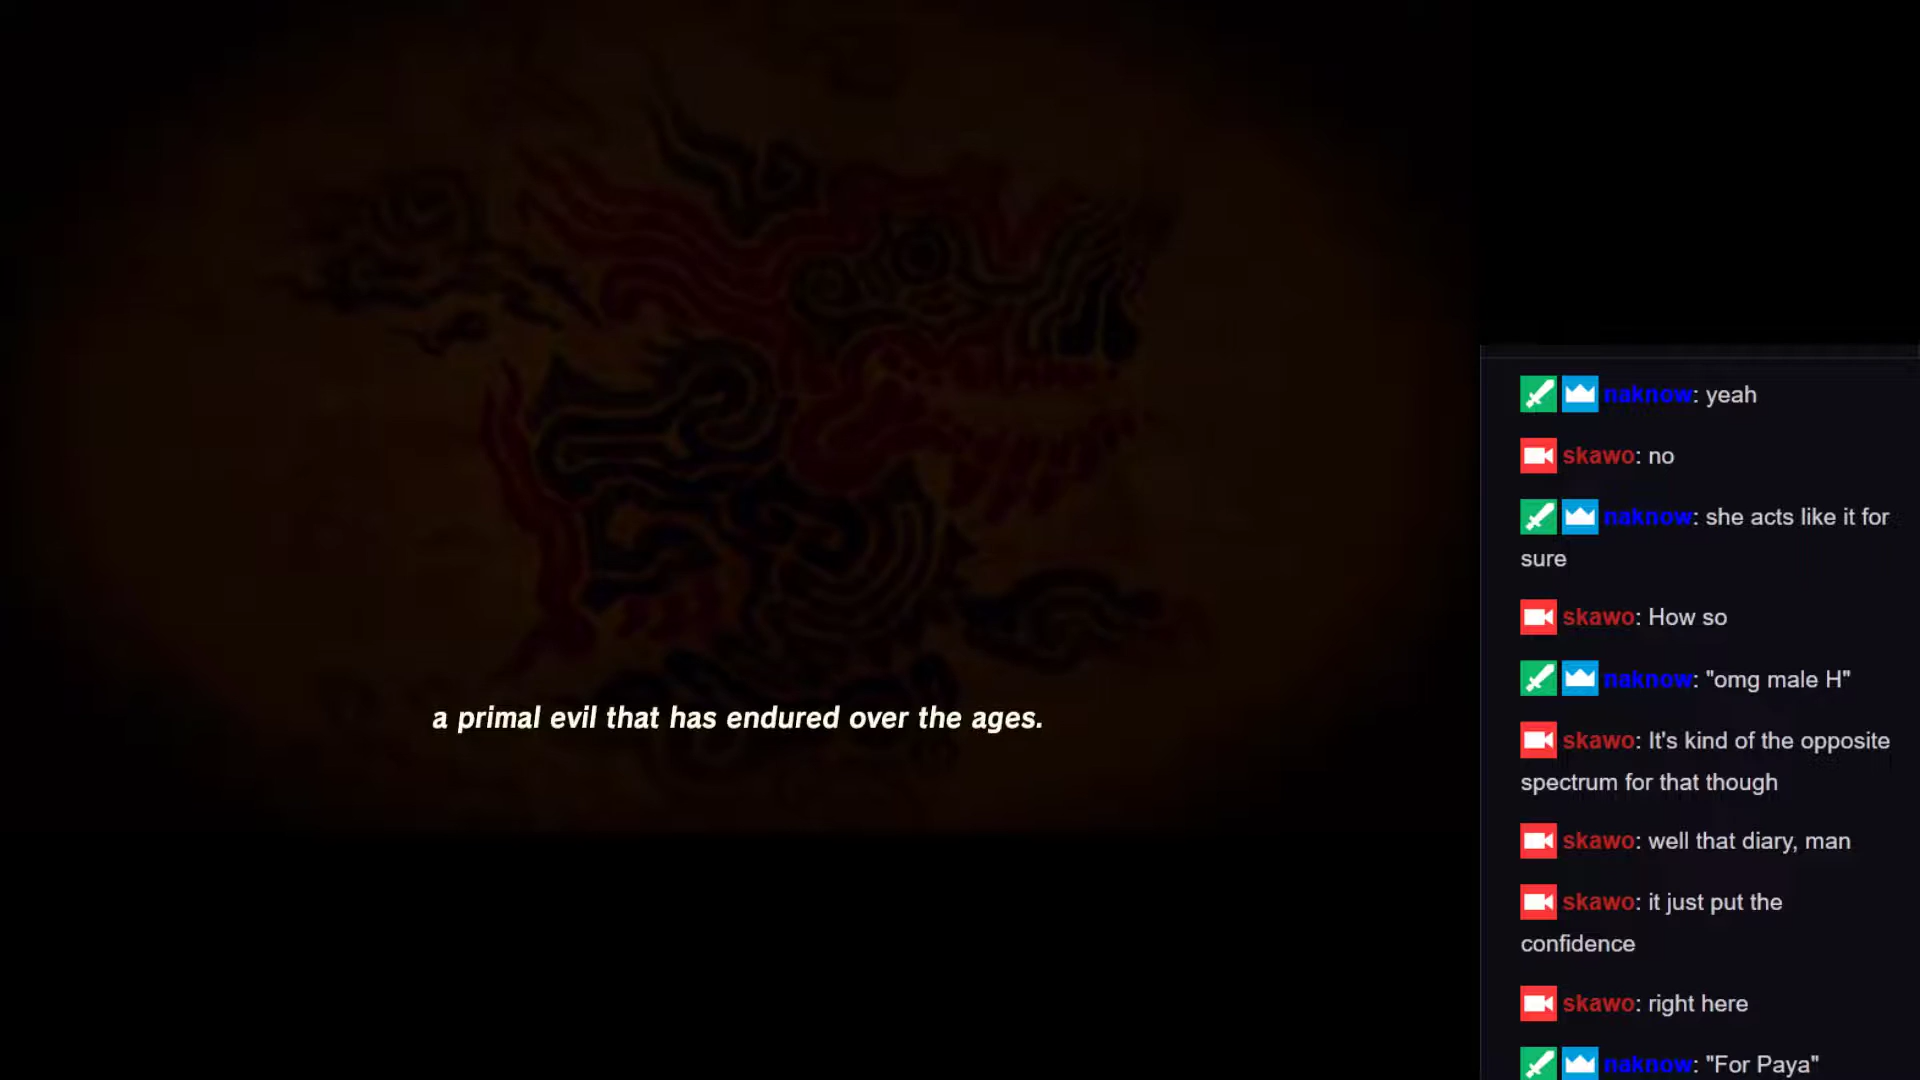 naknow: yeah
skawo: no
naknow: she acts like it for
sure
skawo: How so
naknow: "omg male H"
skawo: It's kind of the opposite
spectrum for that though
skawo: well that diary, man
skawo: it just put the
confidence
skawo: right here
naknow: "For Paya"
a primal evil that has endured over the ages.